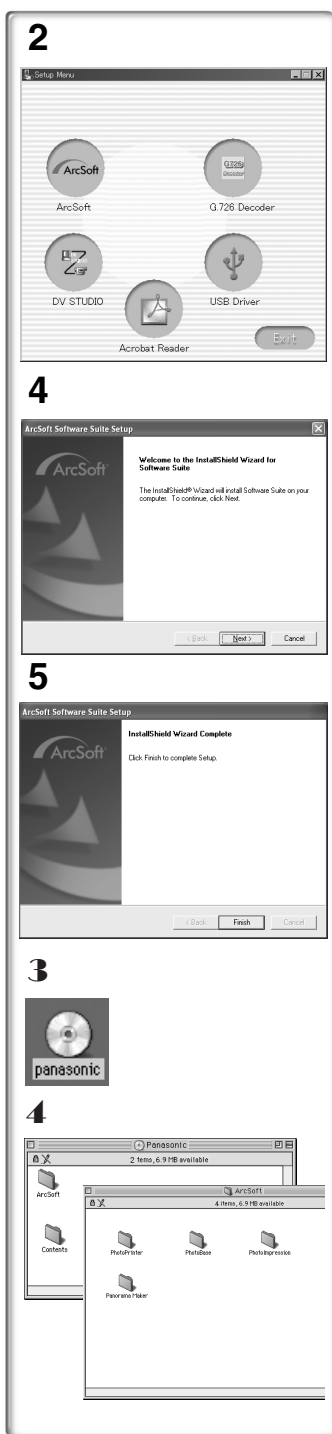 2
Setup Menu
ArcSoft
G.726
Decoder
ArcSoft
G.726 Decoder
DV STUDIO
USB Driver
Acrobat Reader
Exit
4
ArcSoft Software Suite Setup
ArcSoft
Welcome to the InstallShield Wizard for
Software Suite
The InstallShield® Wizard will install Software Suite on your
computer. To continue, click Next.
< Back
Next >
Cancel
5
ArcSoft Software Suite Setup
ArcSoft
InstallShield Wizard Complete
Click Finish to complete Setup.
< Back
Finish
Cancel
3
panasonic
4
Panasonic
2 items, 6.9 MB available
ArcSoft
Contents
ArcSoft
4 items, 6.9 MB available
PhotoPrinter
PhotoBase
PhotoImpression
Panorama Maker